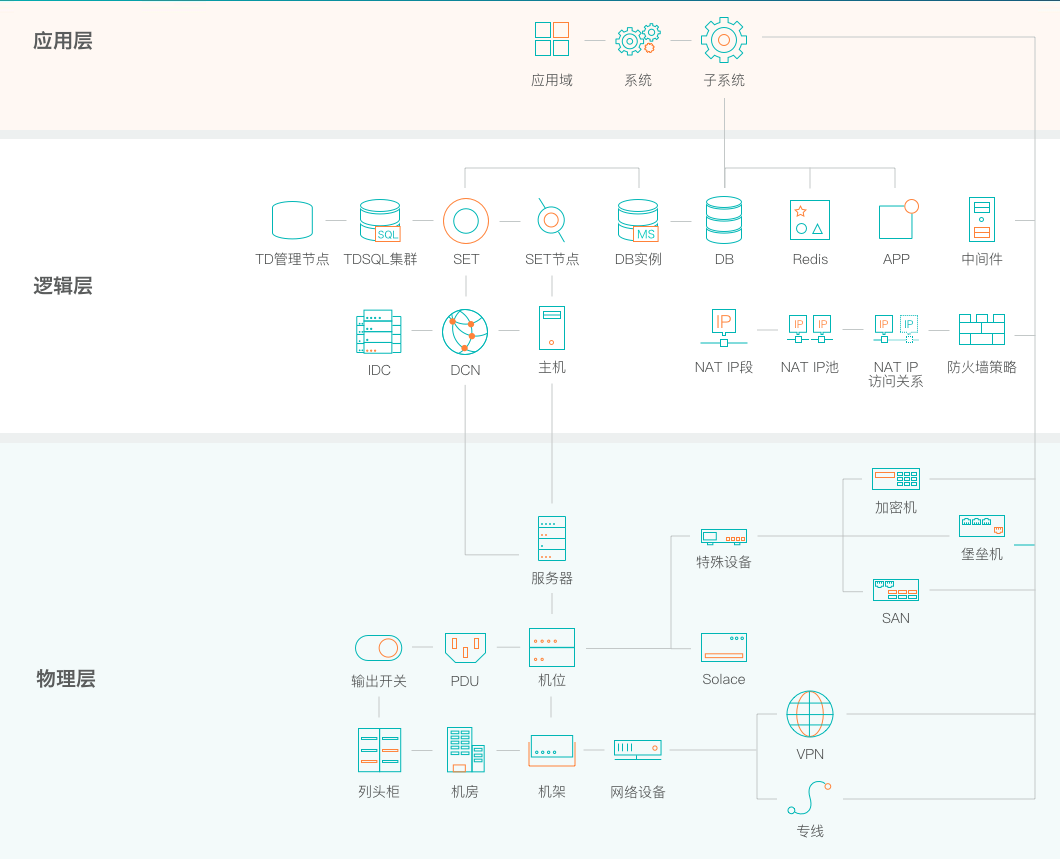 应用层
应用域
系统
子系统
逻辑层
SQL
MS
TD管理节点
TDSQL集群
SET
SET节点
DB实例
DB
Redis
APP
中间件
IP
IP
IP
IP
IP
IDC
DCN
主机
NAT IP段
NAT IP池
NAT IP
访问关系
防火墙策略
物理层
加密机
堡垒机
特殊设备
服务器
SAN
输出开关
PDU
机位
Solace
VPN
列头柜
机房
机架
网络设备
专线